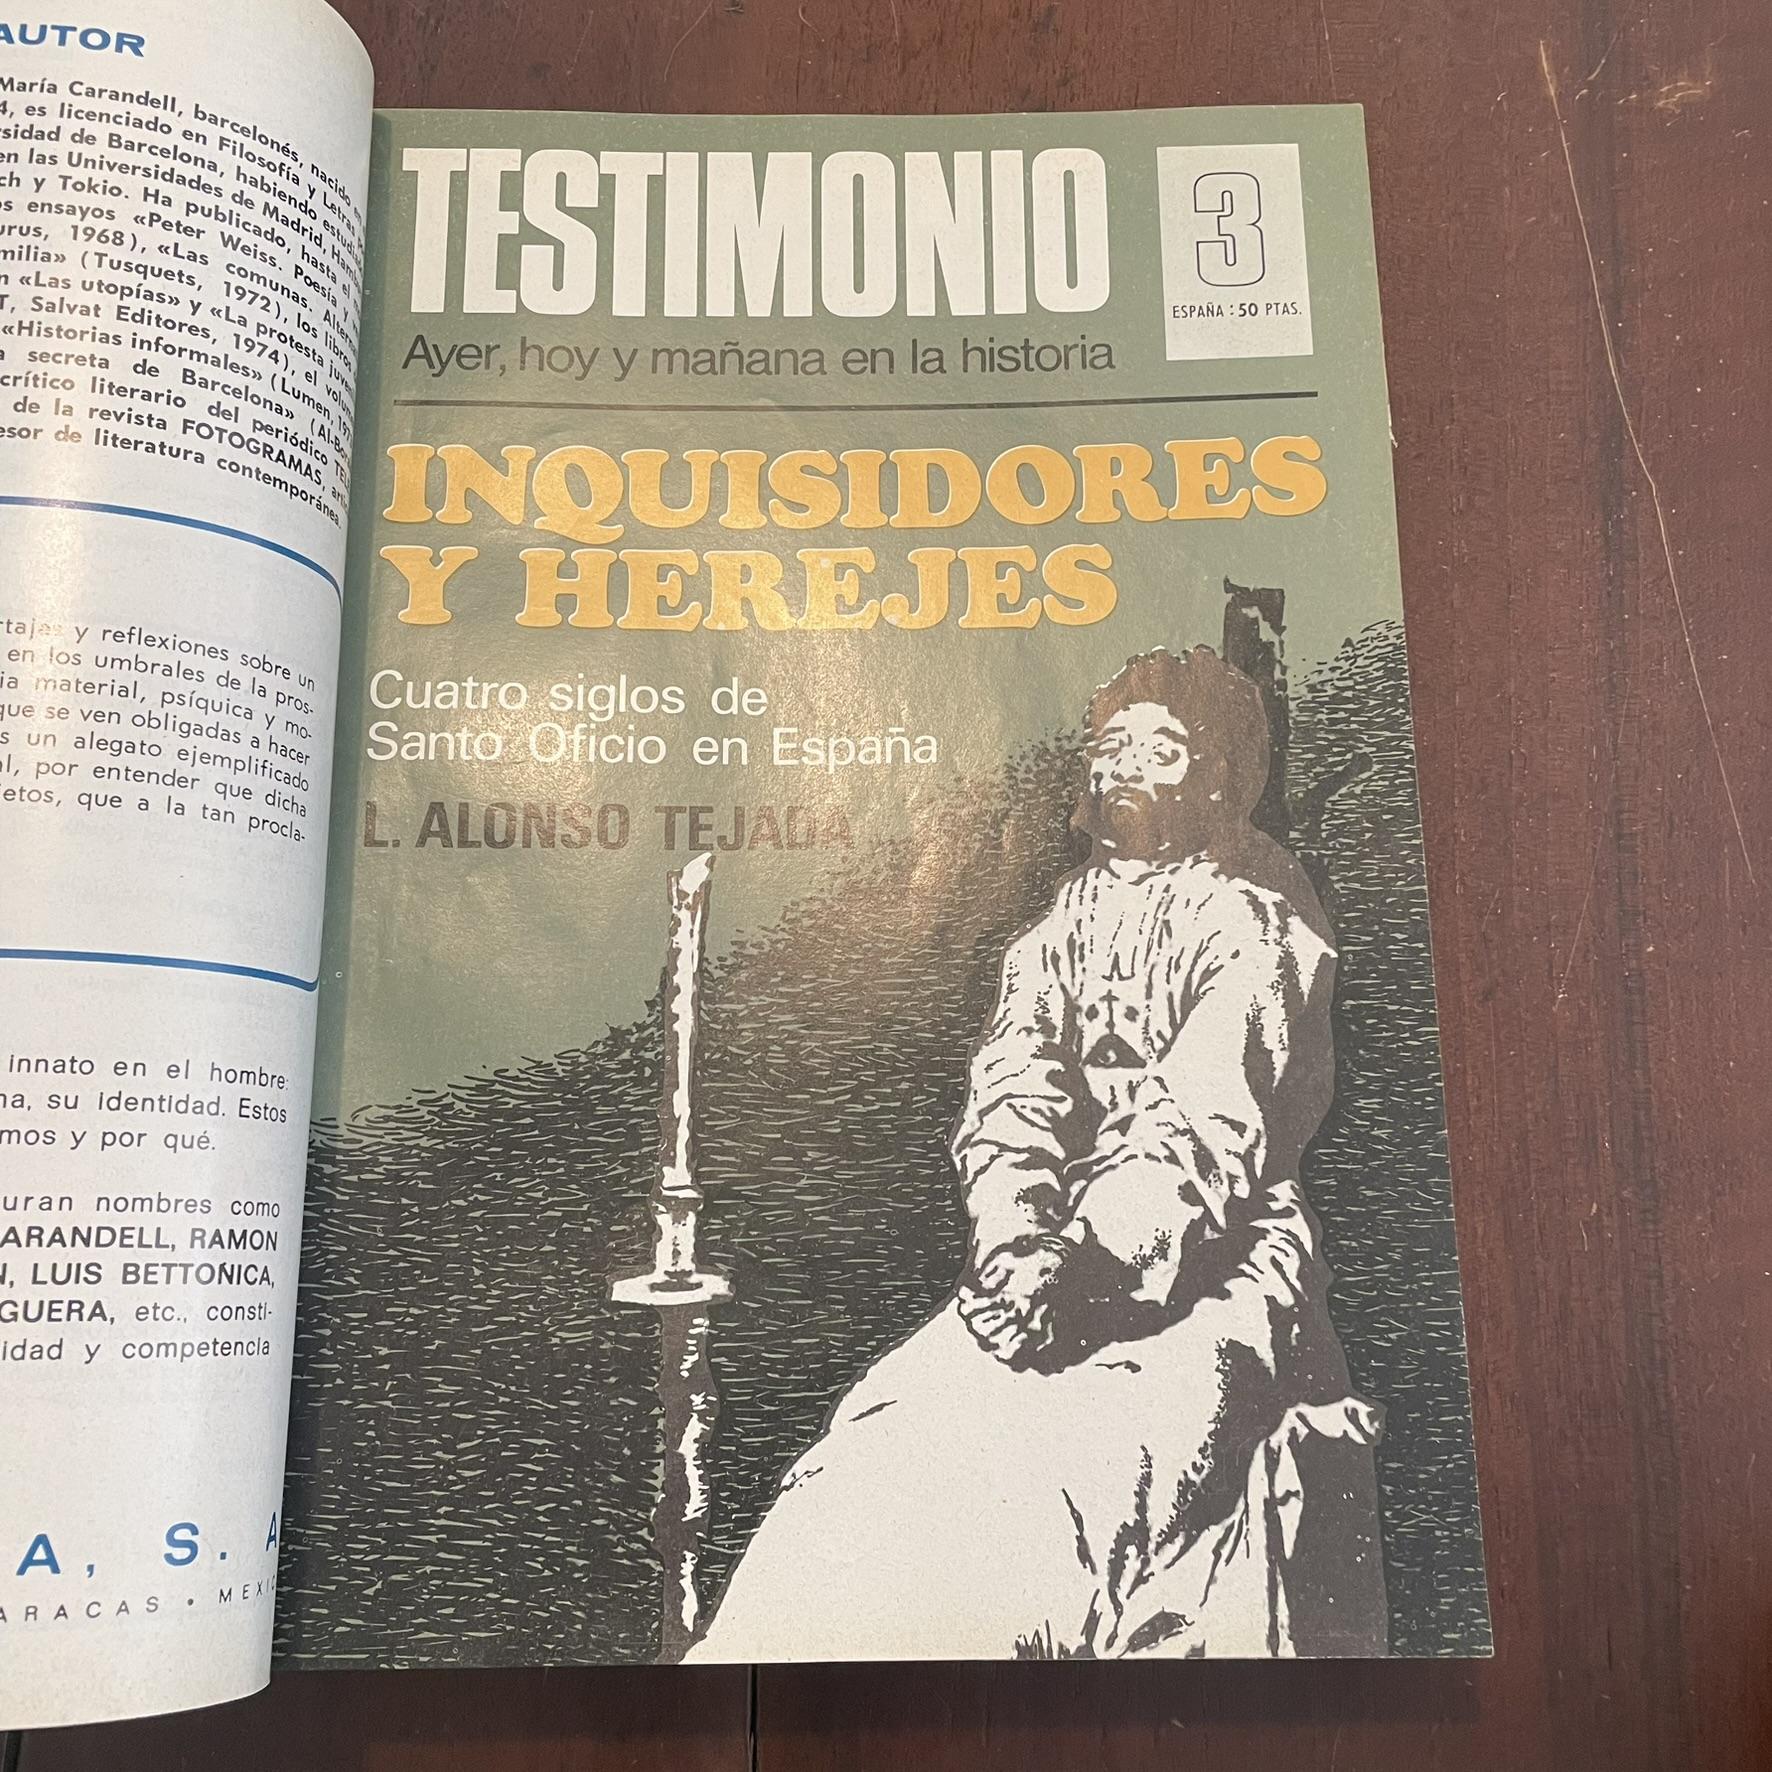 AUTOR
María Carandell, barcelonés, nacido en
4, es licenciado en Filosofía y Letras
sidad de Barcelona, habiendo
en las Universidades de Madrid,
ch y Tokio. Ha publicado, hasta el
s ensayos «Peter Weiss. Poesía y
urus, 1968), «Las comunas.
milia» (Tusquets, 1972), los libros
n «Las utopías» y «La protesta
T, Salvat Editores, 1974), el
«Historias informales» (Lumen,
a secreta de Barcelona»
crítico literario del periódico
de la revista FOTOGRAMAS,
esor de literatura contemporánea.
y reflexiones sobre un
en los umbrales de la pros-
ia material, psíquica y mo-
que se ven obligadas a hacer
s un alegato ejemplificado
al, por entender que dicha
jetos, que a la tan procla-
innato en el hombre:
na, su identidad. Estos
mos y por qué.
uran nombres como
ARANDELL, RAMON
N, LUIS BETTONICA,
GUERA, etc., consti-
idad y competencia
A, S. A
ARACAS • MEXIC
TESTIMONIO
3
ESPAÑA : 50 PTAS.
Ayer, hoy y mañana en la historia
INQUISIDORES
Y HEREJES
Cuatro siglos de
Santo Oficio en España
L. ALONSO TEJADA